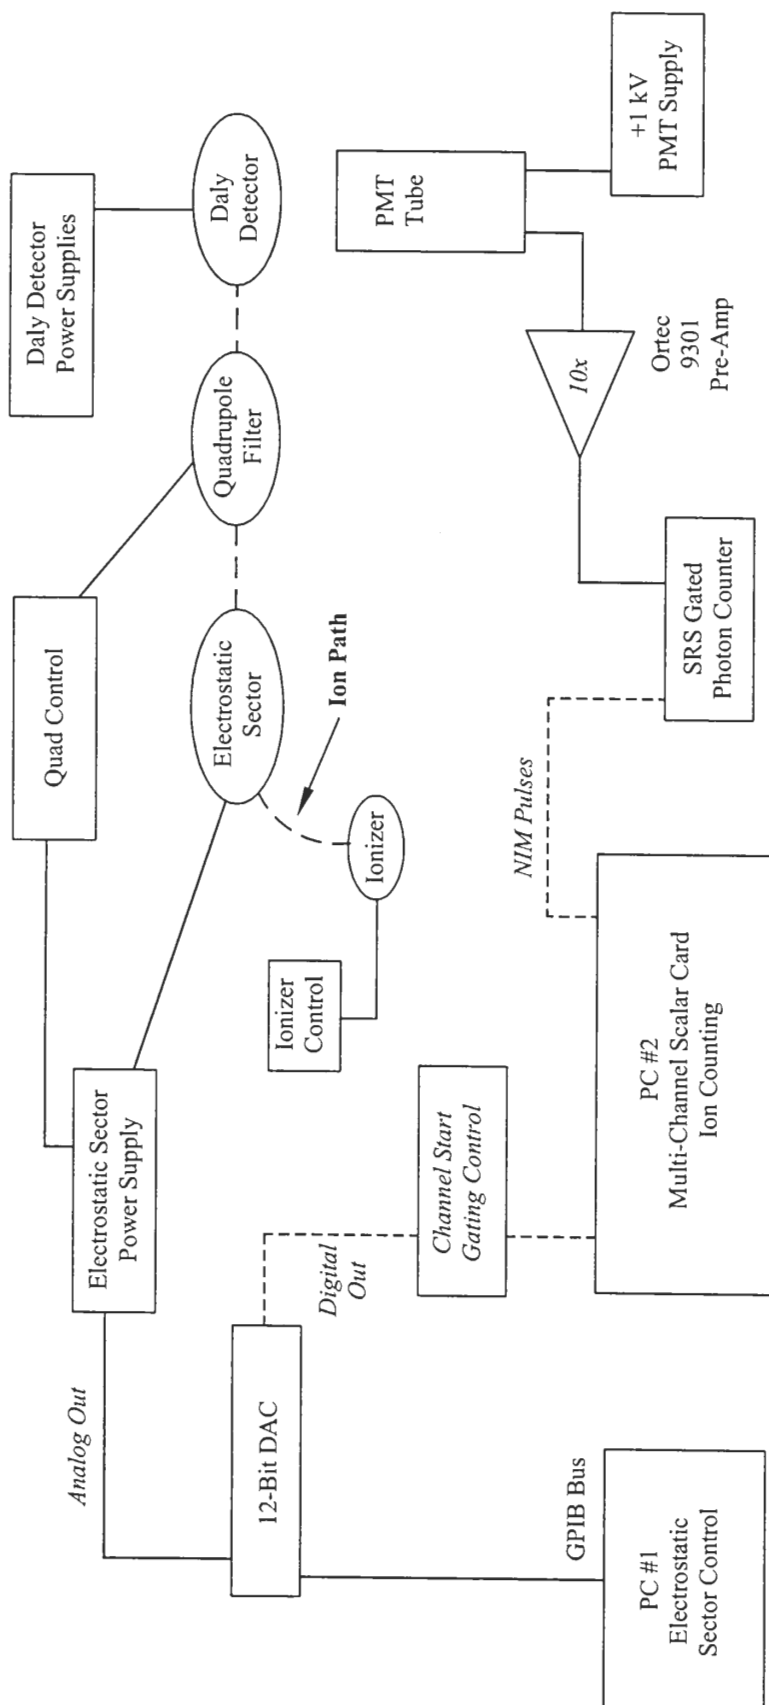 Daly Detector
Power Supplies
Daly
Detector
Quad Control
Quadrupole
Filter
Electrostatic Sector
Power Supply
Electrostatic
Sector
Ion Path
Ionizer
Ionizer
Control
Analog Out
12-Bit DAC
Digital
Out
Channel Start
Gating Control
GPIB Bus
PC #1
Electrostatic
Sector Control
PC #2
Multi-Channel Scalar Card
Ion Counting
NIM Pulses
SRS Gated
Photon Counter
10x
Ortec
9301
Pre-Amp
PMT
Tube
+1 kV
PMT Supply